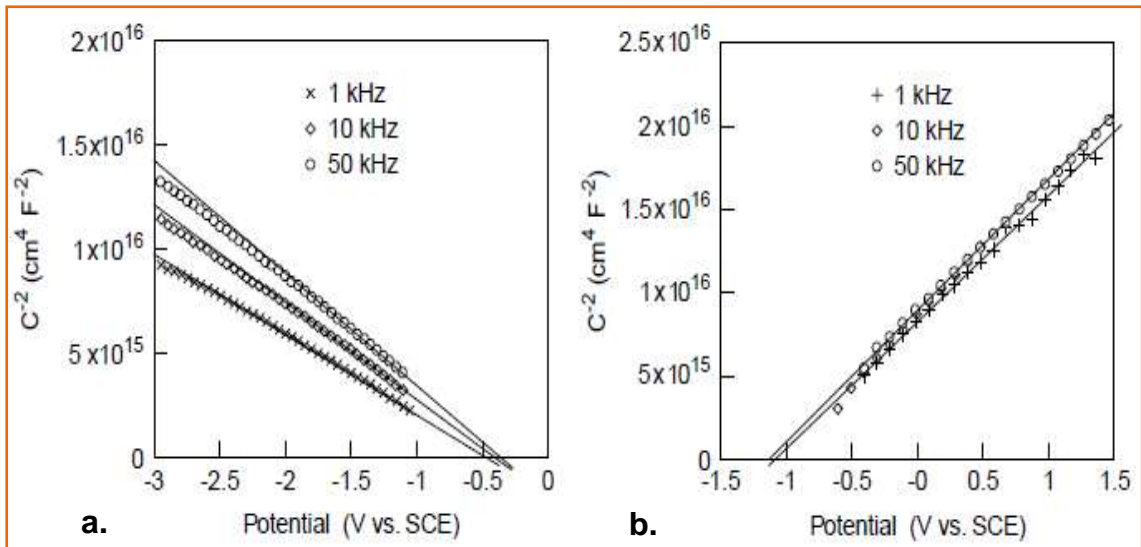 2x10^16
1.5x10^16
1x10^16
5x10^15
0
C^-2 (cm^4 F^-2)
× 1 kHz
◇ 10 kHz
○ 50 kHz
-3 -2.5 -2 -1.5 -1 -0.5 0
a. Potential (V vs. SCE)
2.5x10^16
2x10^16
1.5x10^16
1x10^16
5x10^15
0
C^-2 (cm^4 F^-2)
+ 1 kHz
◇ 10 kHz
○ 50 kHz
-1.5 -1 -0.5 -0 0.5 1 1.5
b. Potential (V vs. SCE)